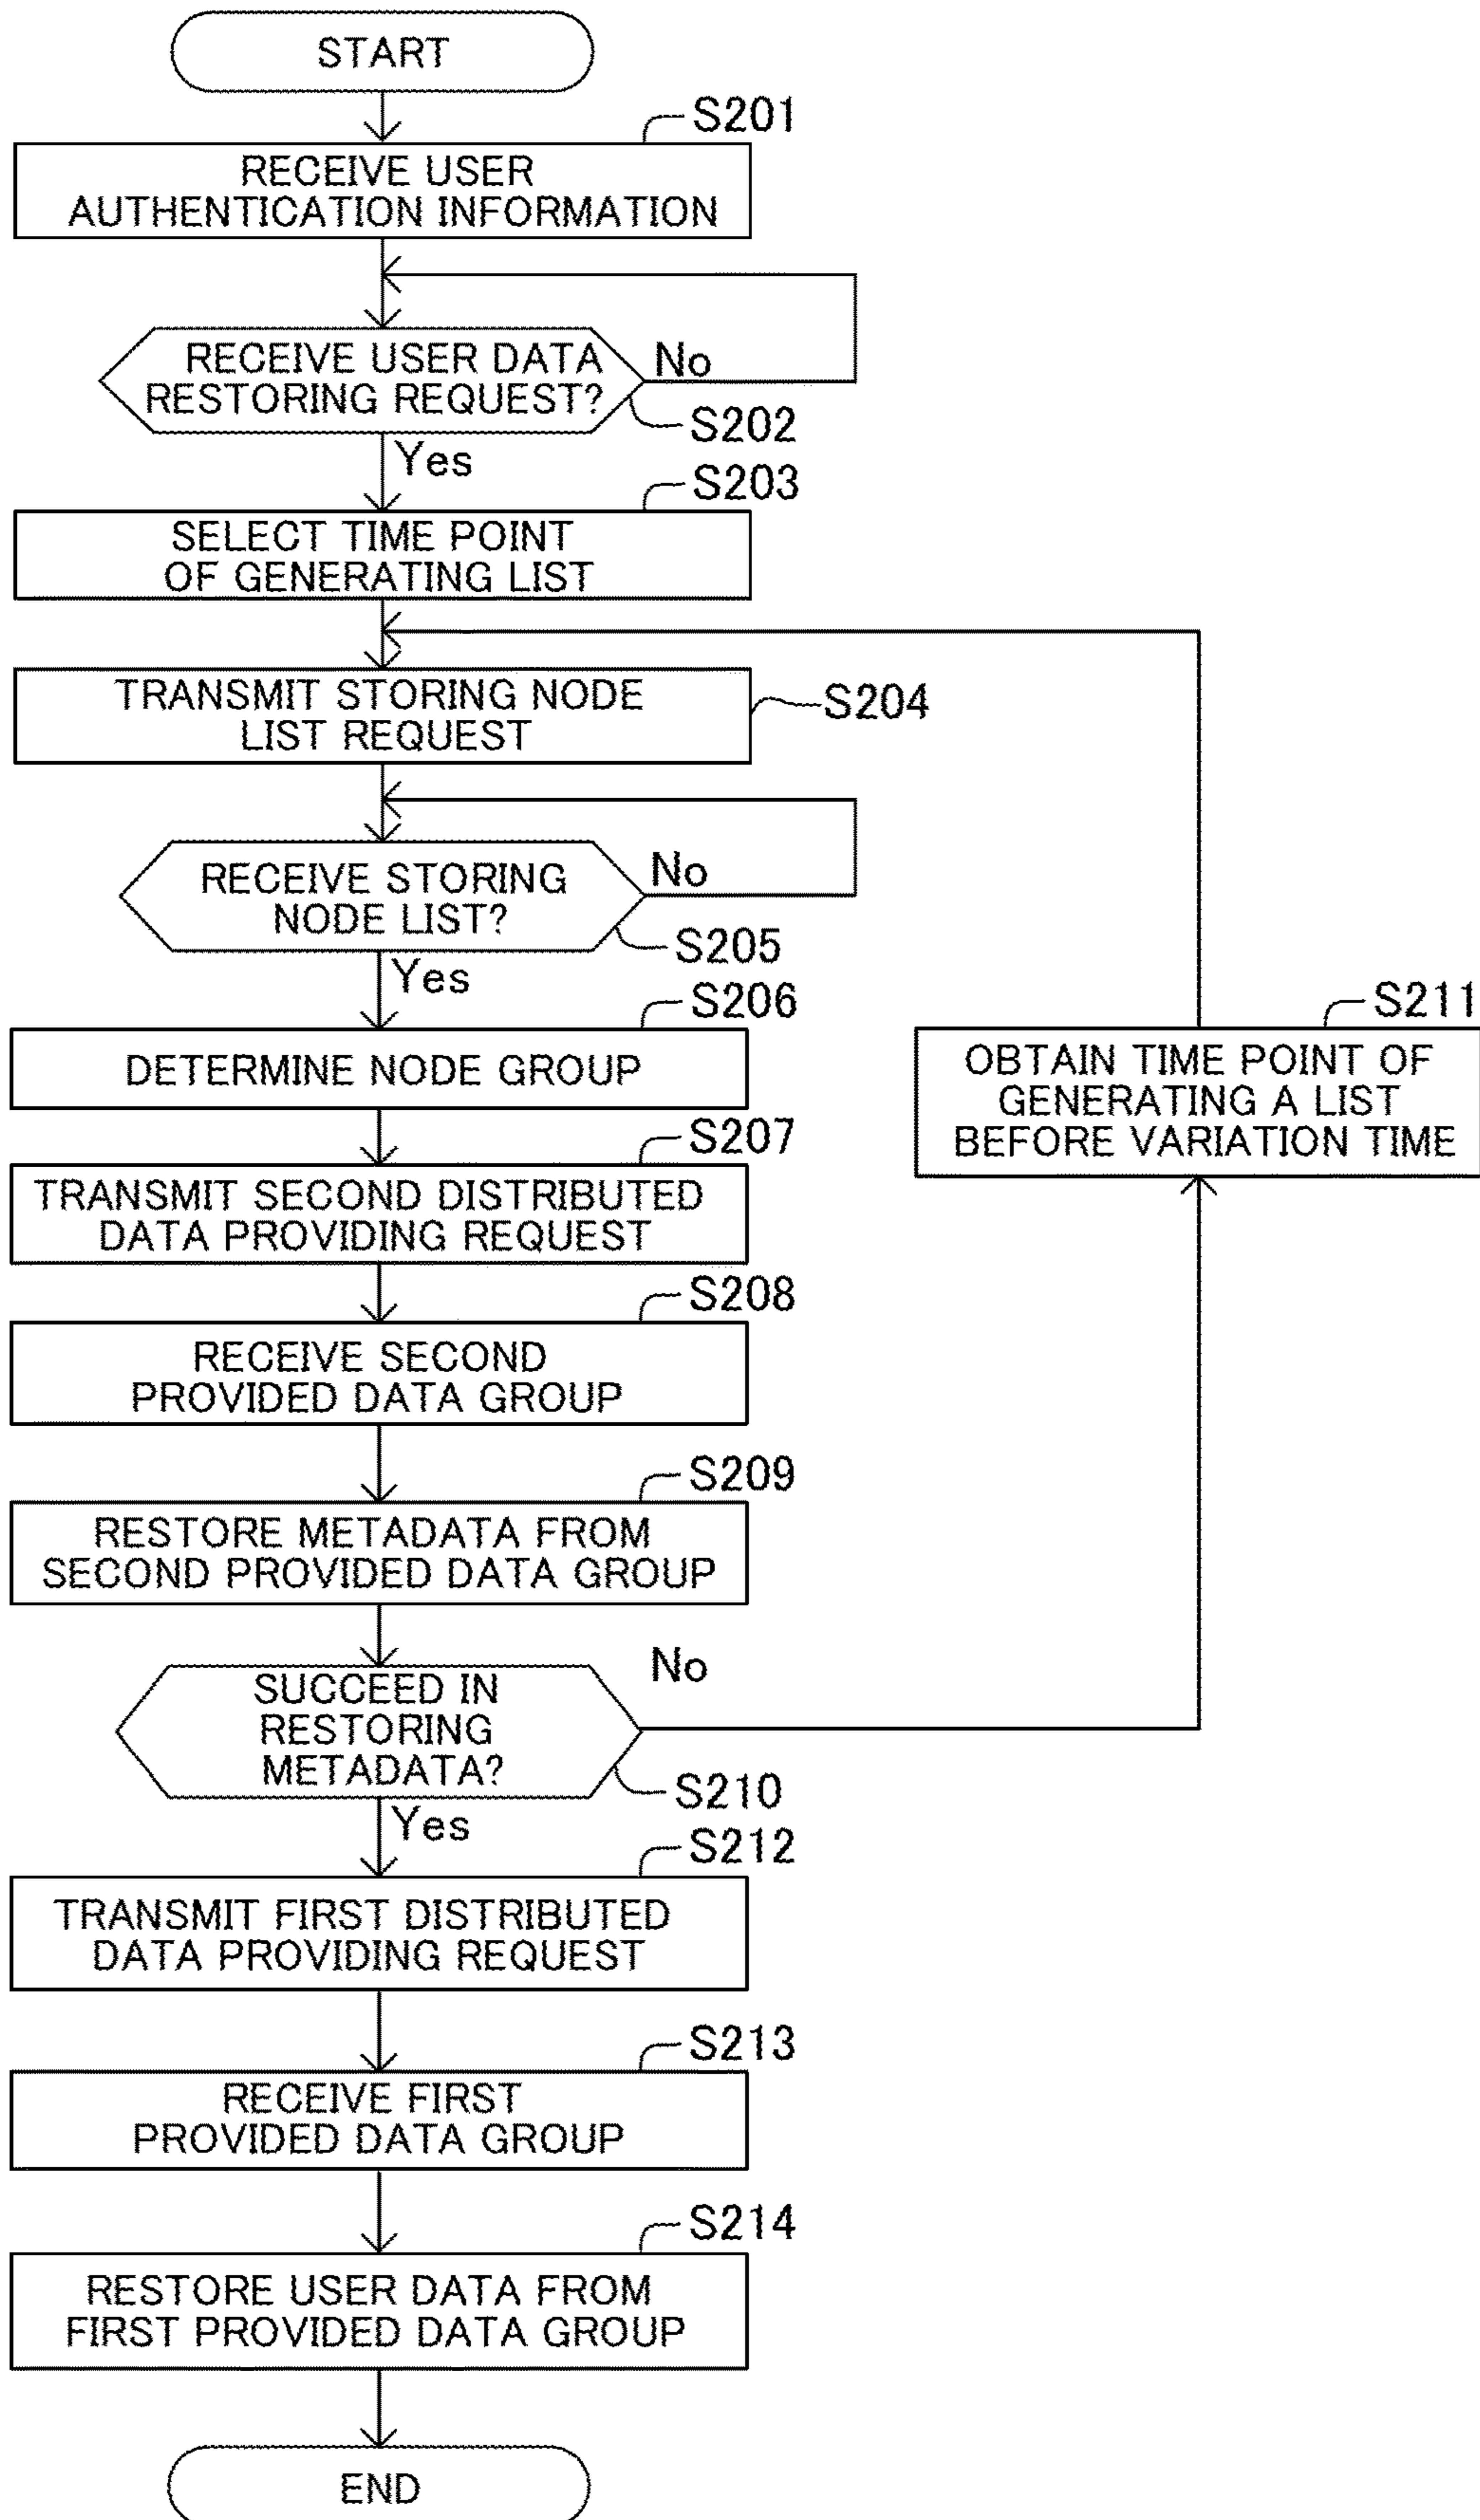 START
S201
RECEIVE USER
AUTHENTICATION INFORMATION
RECEIVE USER DATA
RESTORING REQUEST?
No
S202
Yes
S203
SELECT TIME POINT
OF GENERATING LIST
TRANSMIT STORING NODE
LIST REQUEST
S204
RECEIVE STORING
NODE LIST?
No
S205
Yes
S206
DETERMINE NODE GROUP
S211
OBTAIN TIME POINT OF
GENERATING A LIST
BEFORE VARIATION TIME
S207
TRANSMIT SECOND DISTRIBUTED
DATA PROVIDING REQUEST
S208
RECEIVE SECOND
PROVIDED DATA GROUP
S209
RESTORE METADATA FROM
SECOND PROVIDED DATA GROUP
No
SUCCEED IN
RESTORING
METADATA?
S210
Yes
S212
TRANSMIT FIRST DISTRIBUTED
DATA PROVIDING REQUEST
S213
RECEIVE FIRST
PROVIDED DATA GROUP
S214
RESTORE USER DATA FROM
FIRST PROVIDED DATA GROUP
END